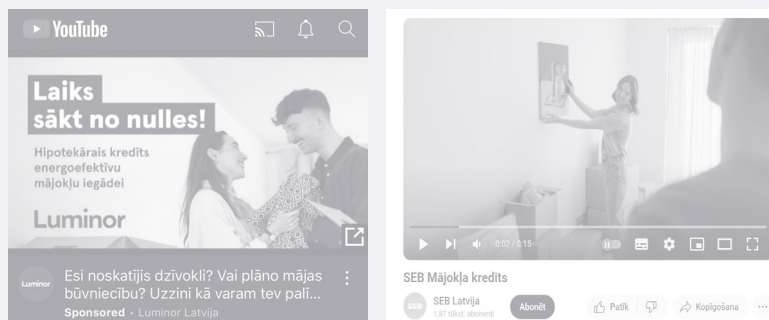 YouTube
Laiks
sākt no nulles!
Hipotekārais kredīts
energoefektīvu
mājokļu iegādei
Luminor
Luminor
Esi noskatījis dzīvokli? Vai plāno mājas
būvniecību? Uzzini kā varam tev palī...
Sponsored · Luminor Latvija
0:02 / 0:15
SEB Mājokļa kredīts
SEB
SEB Latvija
1,87 tūkst. abonenti
Abonēt
Patīk
Kopīgošana